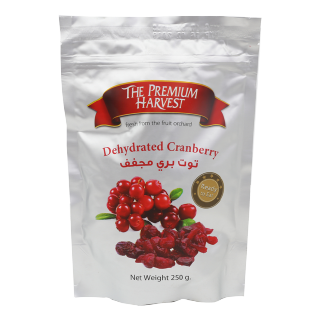 THE PREMIUM
HARVEST
fresh from the fruit orchard
Dehydrated Cranberry
توت بري مجفف
Net Weight 250 g.